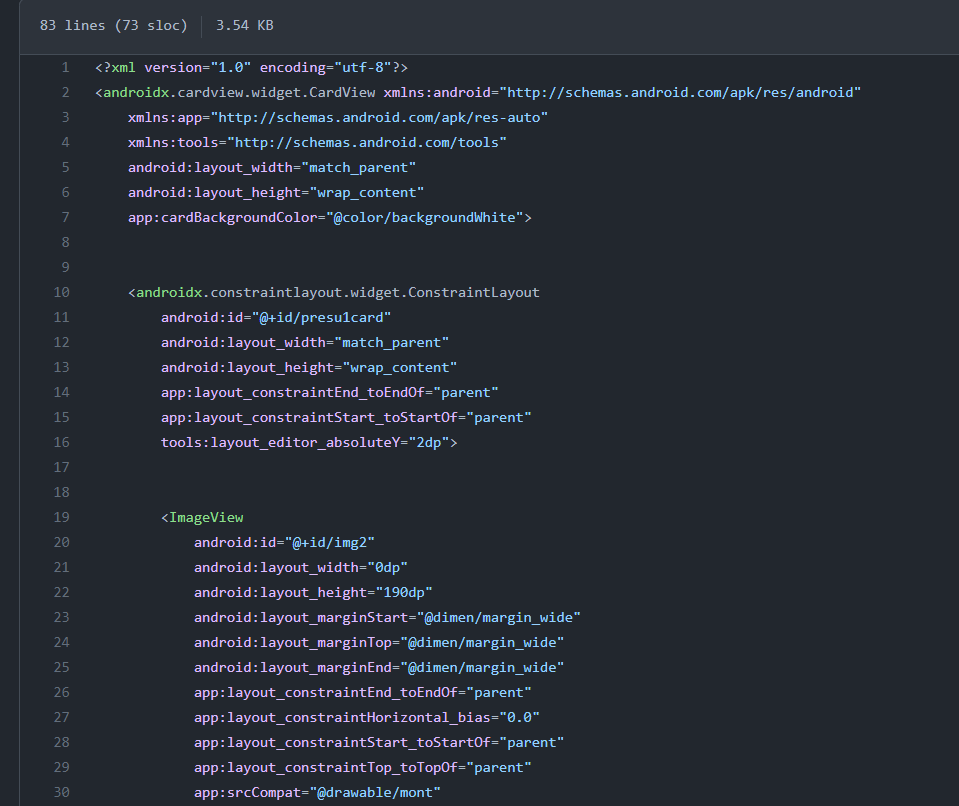 83 lines (73 sloc) 3.54 KB
1 <?xml version="1.0" encoding="utf-8"?>
2 <androidx.cardview.widget.CardView xmlns:android="http://schemas.android.com/apk/res/android"
3 xmlns:app="http://schemas.android.com/apk/res-auto"
4 xmlns:tools="http://schemas.android.com/tools"
5 android:layout_width="match_parent"
6 android:layout_height="wrap_content"
7 app:cardBackgroundColor="@color/backgroundWhite">
8
9
10 <androidx.constraintlayout.widget.ConstraintLayout
11 android:id="@+id/presu1card"
12 android:layout_width="match_parent"
13 android:layout_height="wrap_content"
14 app:layout_constraintEnd_toEndOf="parent"
15 app:layout_constraintStart_toStartOf="parent"
16 tools:layout_editor_absoluteY="2dp">
17
18
19 <ImageView
20 android:id="@+id/img2"
21 android:layout_width="0dp"
22 android:layout_height="190dp"
23 android:layout_marginStart="@dimen/margin_wide"
24 android:layout_marginTop="@dimen/margin_wide"
25 android:layout_marginEnd="@dimen/margin_wide"
26 app:layout_constraintEnd_toEndOf="parent"
27 app:layout_constraintHorizontal_bias="0.0"
28 app:layout_constraintStart_toStartOf="parent"
29 app:layout_constraintTop_toTopOf="parent"
30 app:srcCompat="@drawable/mont"